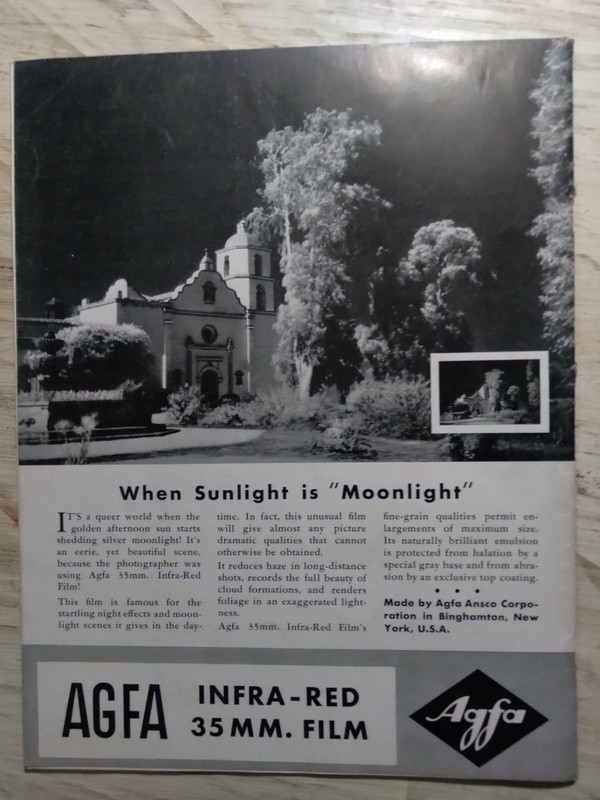 When Sunlight is "Moonlight"
IT'S a queer world when the
golden afternoon sun starts
shedding silver moonlight! It's
an eerie, yet beautiful scene,
because the photographer was
using Agfa 35mm. Infra-Red
Film!
This film is famous for the
startling night effects and moon-
light scenes it gives in the day-
time. In fact, this unusual film
will give almost any picture
dramatic qualities that cannot
otherwise be obtained.
It reduces haze in long-distance
shots, records the full beauty of
cloud formations, and renders
foliage in an exaggerated light-
ness.
Agfa 35mm. Infra-Red Film's
fine-grain qualities permit en-
largements of maximum size.
Its naturally brilliant emulsion
is protected from halation by a
special gray base and from abra-
sion by an exclusive top coating.
• • •
Made by Agfa Ansco Corpo-
ration in Binghamton, New
York, U.S.A.
AGFA
INFRA-RED
35MM. FILM
Agfa